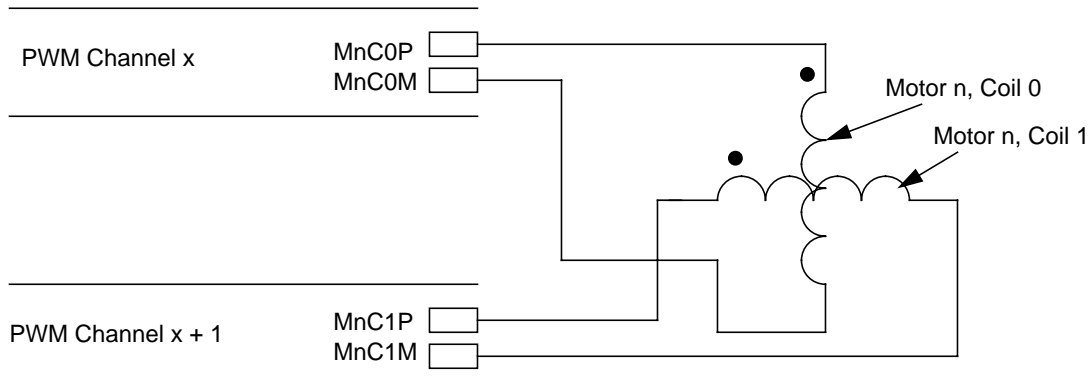 PWM Channel x
MnC0P
MnC0M
Motor n, Coil 0
Motor n, Coil 1
PWM Channel x + 1
MnC1P
MnC1M